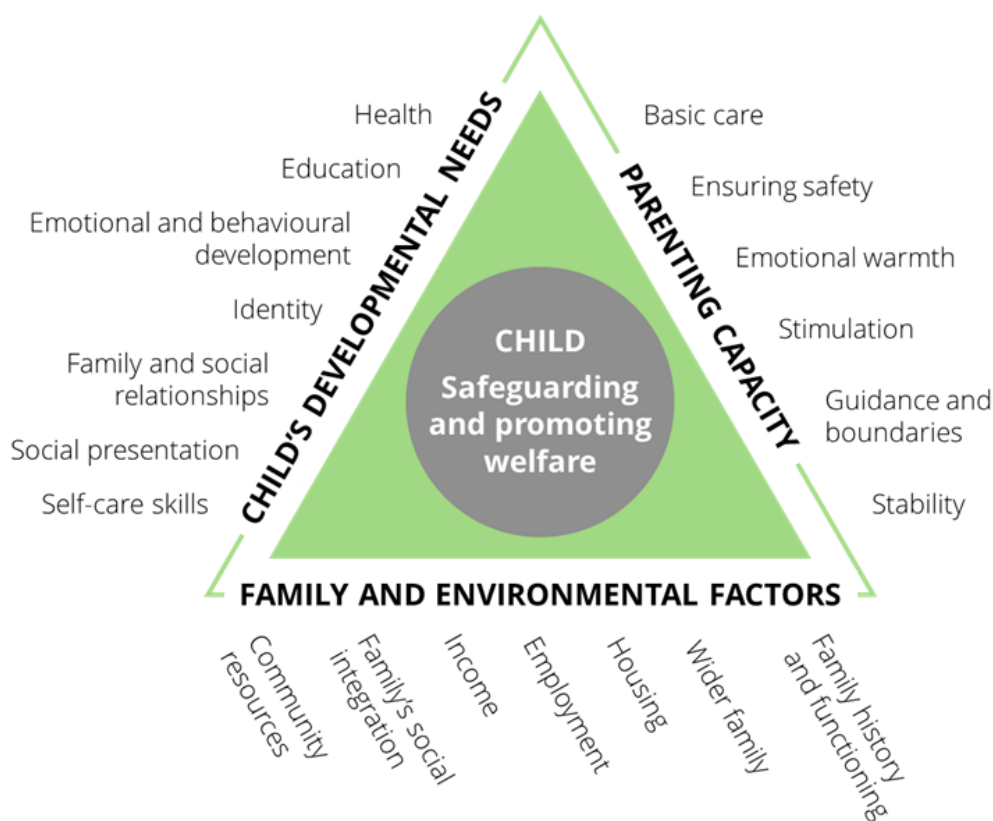 Health
Education
Emotional and behavioural
development
Identity
Family and social
relationships
Social presentation
Self-care skills
CHILD'S DEVELOPMENTAL NEEDS
CHILD
Safeguarding
and promoting
welfare
PARENTING CAPACITY
Basic care
Ensuring safety
Emotional warmth
Stimulation
Guidance and
boundaries
Stability
FAMILY AND ENVIRONMENTAL FACTORS
Community
resources
Family's social
integration
Income
Employment
Housing
Wider family
Family history
and functioning